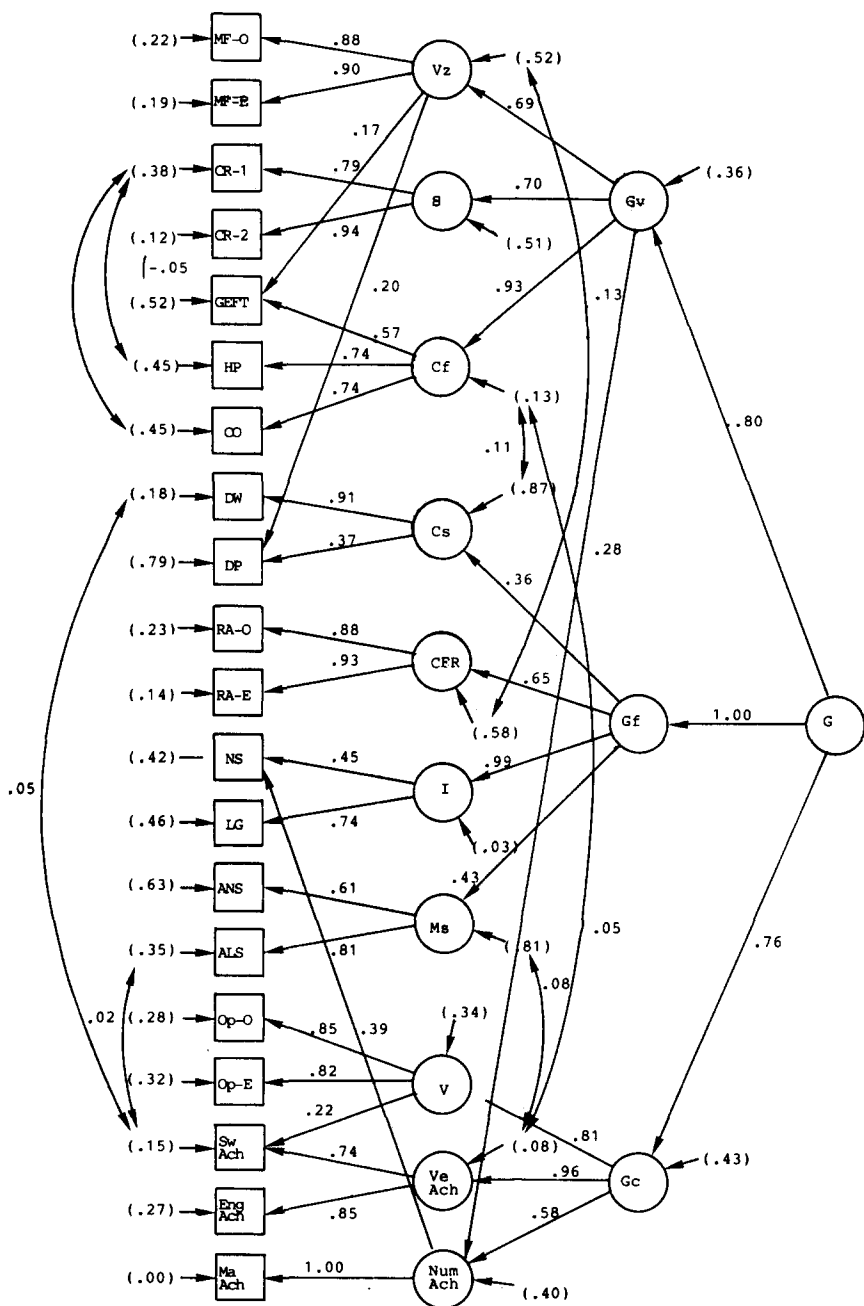 (.22) MF-O .88 Vz (.52)
(.19) MF-E .90
.17 .69
(.38) CR-1 .79 S .70 Gv (.36)
(.12) CR-2 .94 (.51)
-.05
(.52) GEFT .20 .93 .13
.57
(.45) HP .74 Cf
(.45) CO .74 (.13) .80
.11
(.18) DW .91 (.87)
Cs
(.79) DP .37 .36 .28
(.23) RA-O .88
CFR
(.14) RA-E .93 .65
(.58) Gf 1.00 G
(.42) NS .45 .99
.05 I
(.46) LG .74 (.03)
.43
(.63) ANS .61
Ms
(.35) ALS .81 (.81) .05 .76
.08
.02 (.28) Op-O .85 .39 (.34)
(.32) Op-E .82 V
.22
(.15) Sw Ach .74 (.08) .81
Ve Ach .96 Gc (.43)
(.27) Eng Ach .85 .58
(.00) Ma Ach 1.00 Num Ach (.40)